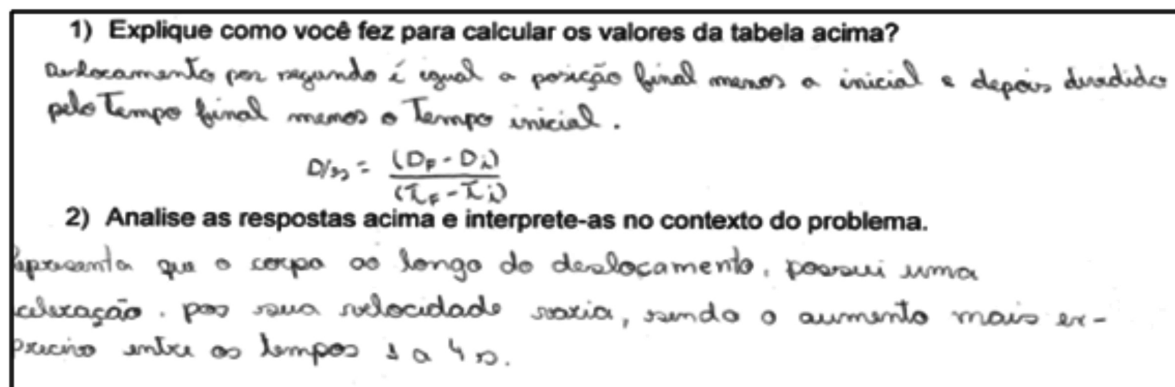 1) Explique como você fez para calcular os valores da tabela acima?
deslocamento por segundo é igual a posição final menos a inicial e depois dividido
pelo Tempo final menos o Tempo inicial.
D/s = (DF - Di)
(TF - Ti)
2) Analise as respostas acima e interprete-as no contexto do problema.
Representa que o corpo ao longo do deslocamento, possui uma
aceleração. pos sua velocidade varia, sendo o aumento mais ex-
pressivo entre os tempos 1 a 4 s.